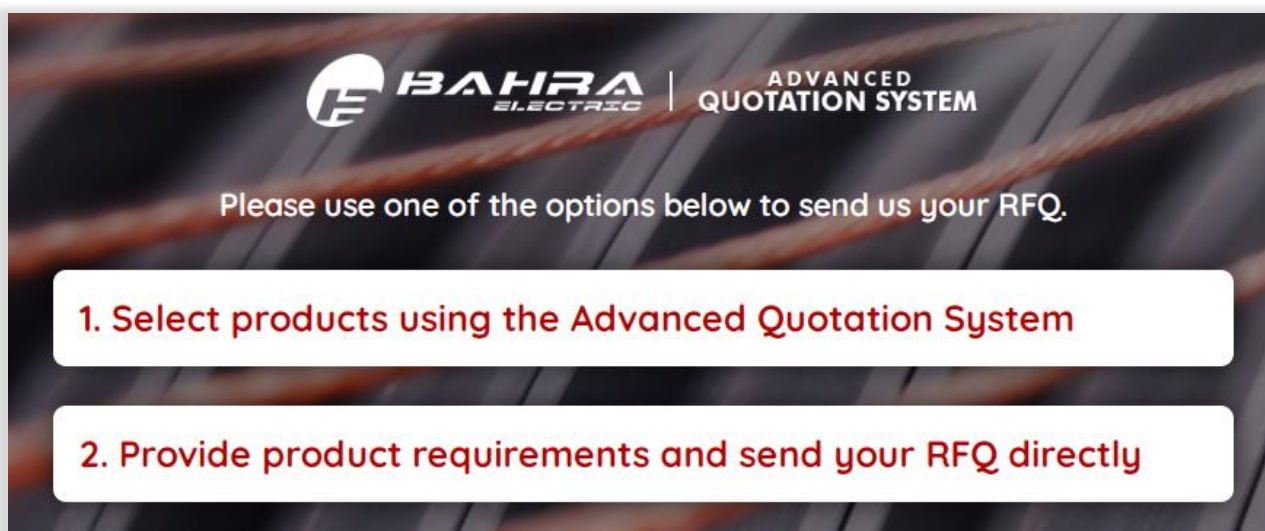 BAHRA
ELECTRIC
ADVANCED
QUOTATION SYSTEM
Please use one of the options below to send us your RFQ.
1. Select products using the Advanced Quotation System
2. Provide product requirements and send your RFQ directly